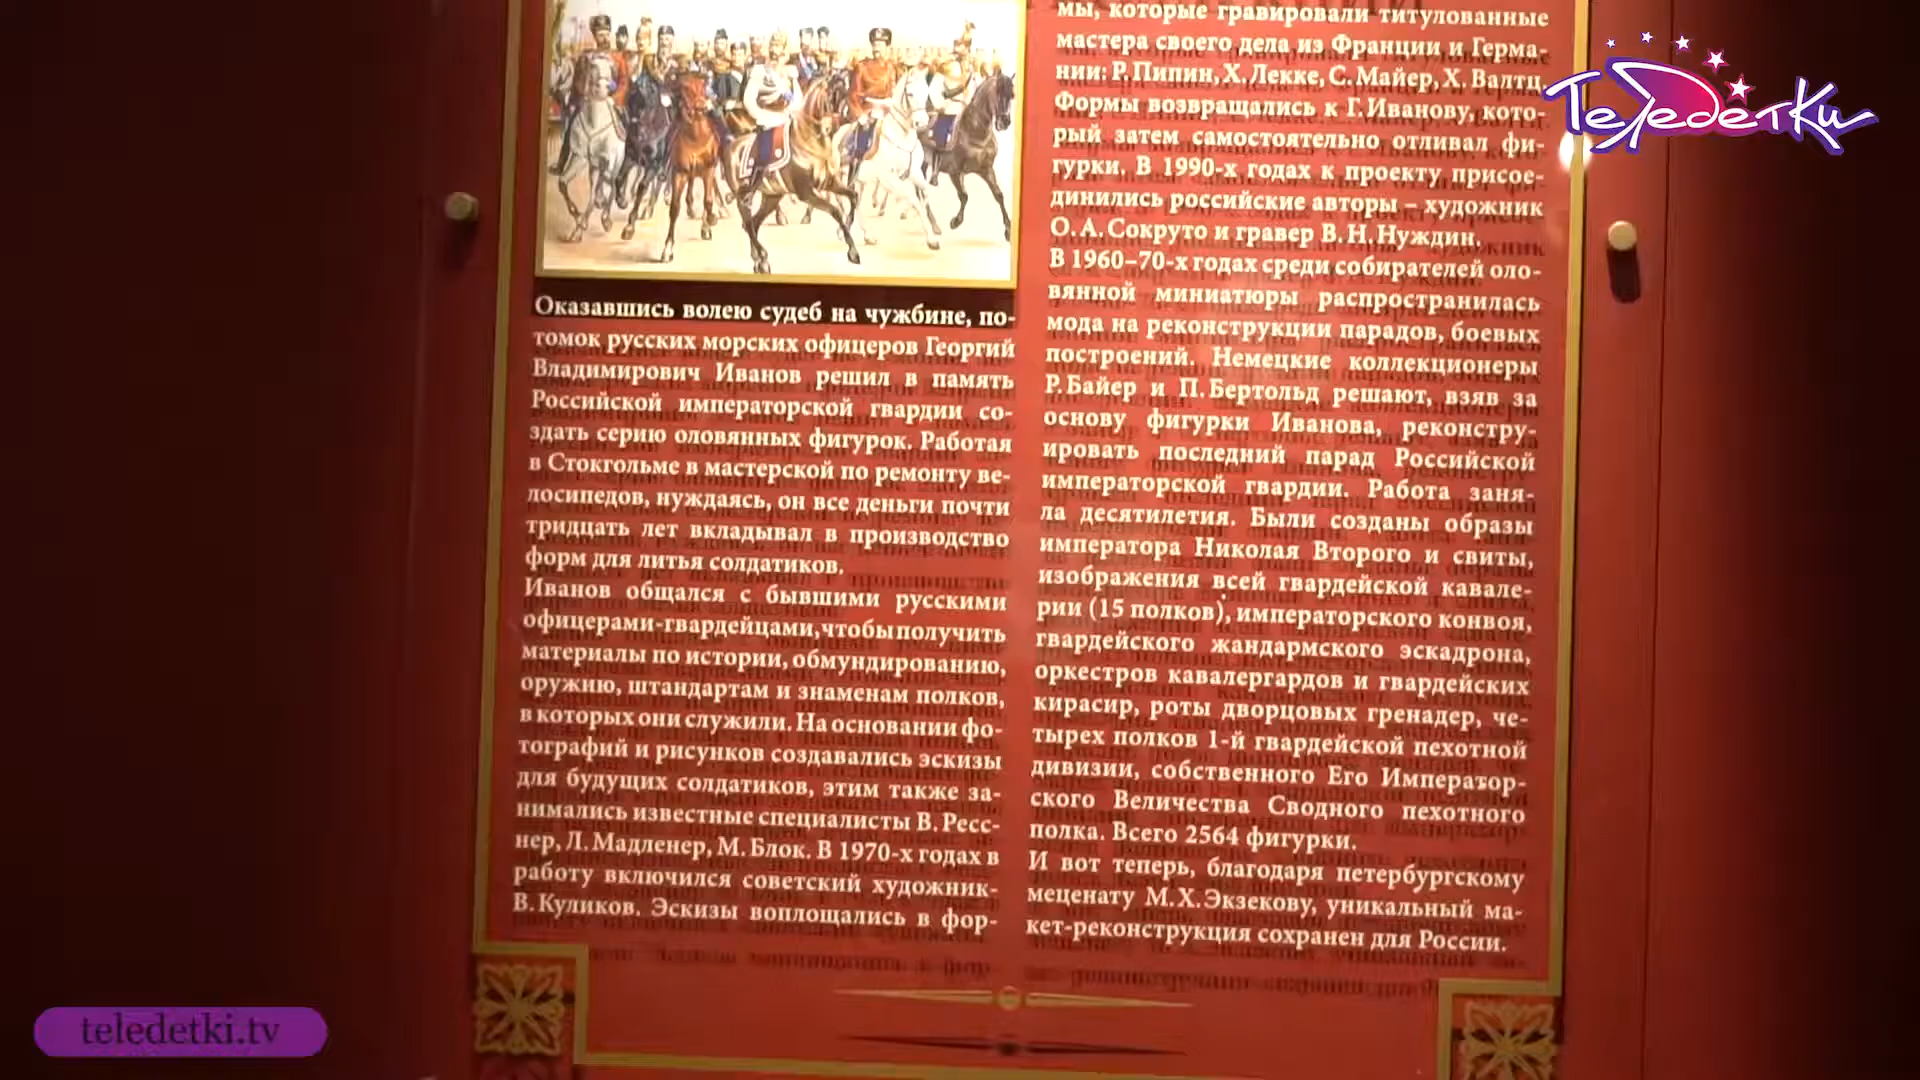 Оказавшись волею судеб на чужбине, по-
томок русских морских офицеров Георгий
Владимирович Иванов решил в память
Российской императорской гвардии со-
здать серию оловянных фигурок. Работая
в Стокгольме в мастерской по ремонту ве-
лосипедов, нуждаясь, он все деньги почти
тридцать лет вкладывал в производство
форм для литья солдатиков.
Иванов общался с бывшими русскими
офицерами-гвардейцами, чтобы получить
материалы по истории, обмундированию,
оружию, штандартам и знаменам полков,
в которых они служили. На основании фо-
тографий и рисунков создавались эскизы
для будущих солдатиков, этим также за-
нимались известные специалисты В. Ресс-
нер, Л. Мадленер, М. Блок. В 1970-х годах в
работу включился советский художник-
В. Куликов. Эскизы воплощались в фор-
мы, которые гравировали титулованные
мастера своего дела из Франции и Герма-
нии: Р. Пипин, Х. Лекке, С. Майер, Х. Валтц.
Формы возвращались к Г. Иванову, кото-
рый затем самостоятельно отливал фи-
гурки. В 1990-х годах к проекту присое-
динились российские авторы – художник
О. А. Сокруто и гравер В. Н. Нуждин.
В 1960–70-х годах среди собирателей оло-
вянной миниатюры распространилась
мода на реконструкции парадов, боевых
построений. Немецкие коллекционеры
Р. Байер и П. Бертольд решают, взяв за
основу фигурки Иванова, реконстру-
ировать последний парад Российской
императорской гвардии. Работа заня-
ла десятилетия. Были созданы образы
императора Николая Второго и свиты,
изображения всей гвардейской кавале-
рии (15 полков), императорского конвоя,
гвардейского жандармского эскадрона,
оркестров кавалергардов и гвардейских
кирасир, роты дворцовых гренадер, че-
тырех полков 1-й гвардейской пехотной
дивизии, собственного Его Император-
ского Величества Сводного пехотного
полка. Всего 2564 фигурки.
И вот теперь, благодаря петербургскому
меценату М. Х. Экзекову, уникальный ма-
кет-реконструкция сохранен для России.
Теледетки
teledetki.tv